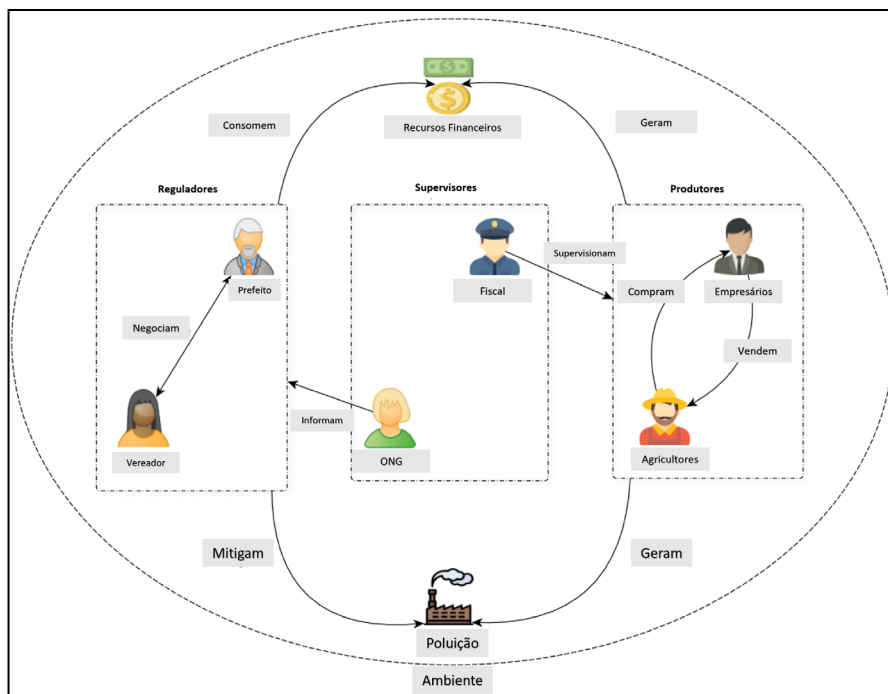 Consomem
Recursos Financeiros
Geram
Reguladores
Supervisores
Produtores
Prefeito
Fiscal
Supervisionam
Compram
Empresários
Negociam
Vendem
Informam
Vereador
ONG
Agricultores
Mitigam
Geram
Poluição
Ambiente